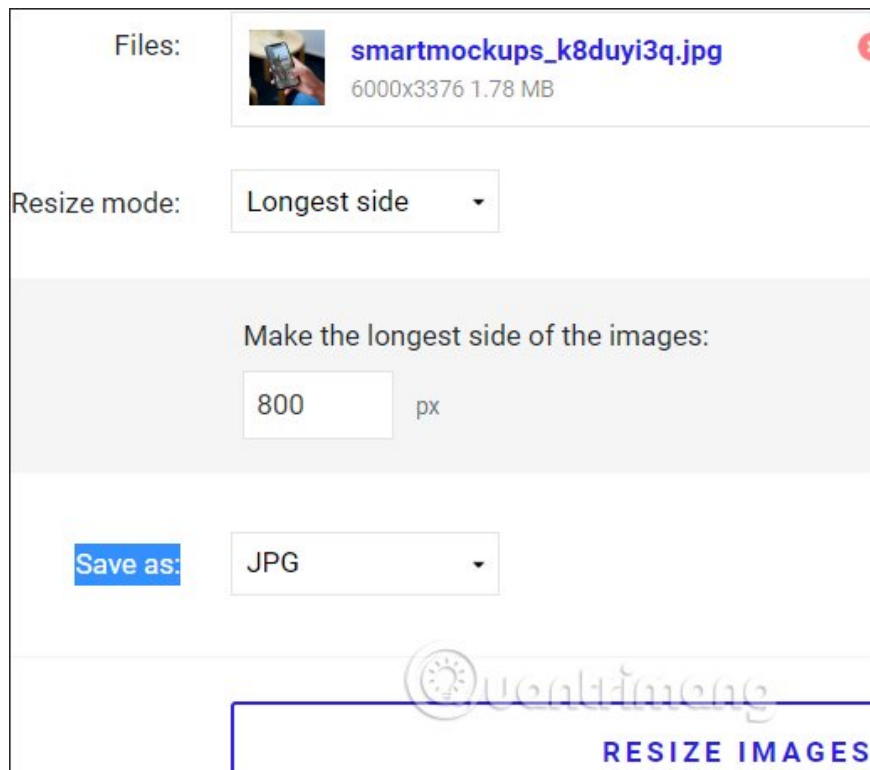 Files:
smartmockups_k8duyi3q.jpg
6000x3376 1.78 MB
Resize mode:
Longest side
Make the longest side of the images:
800
px
Save as:
JPG
Quantrimang
RESIZE IMAGES